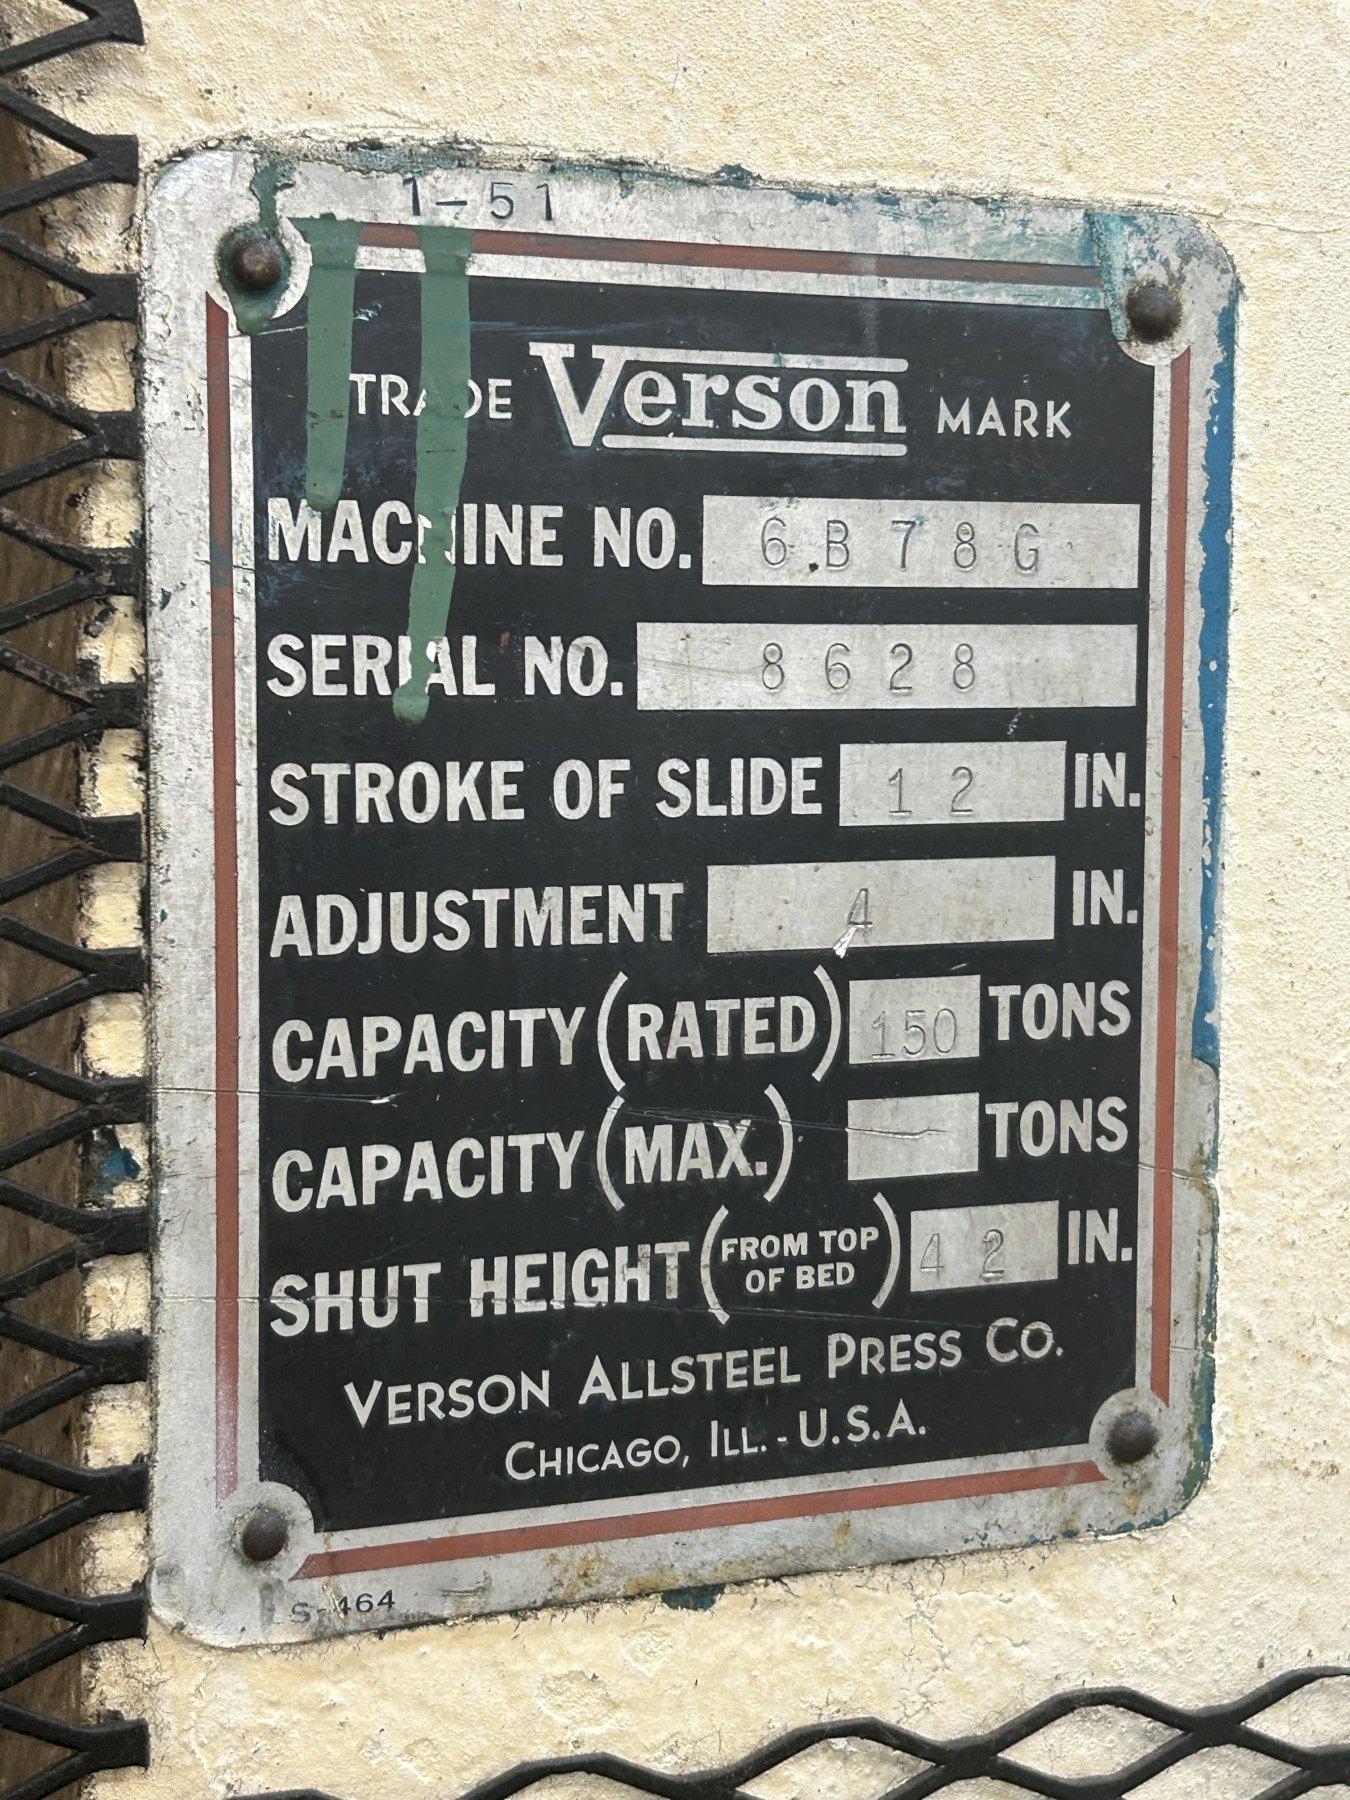 1-51
TRADE Verson MARK
MACHINE NO. 6B78G
SERIAL NO. 8628
STROKE OF SLIDE 12 IN.
ADJUSTMENT 4 IN.
CAPACITY (RATED) 150 TONS
CAPACITY (MAX.) TONS
SHUT HEIGHT (FROM TOP OF BED) 42 IN.
VERSON ALLSTEEL PRESS CO.
CHICAGO, ILL. - U.S.A.
S-464